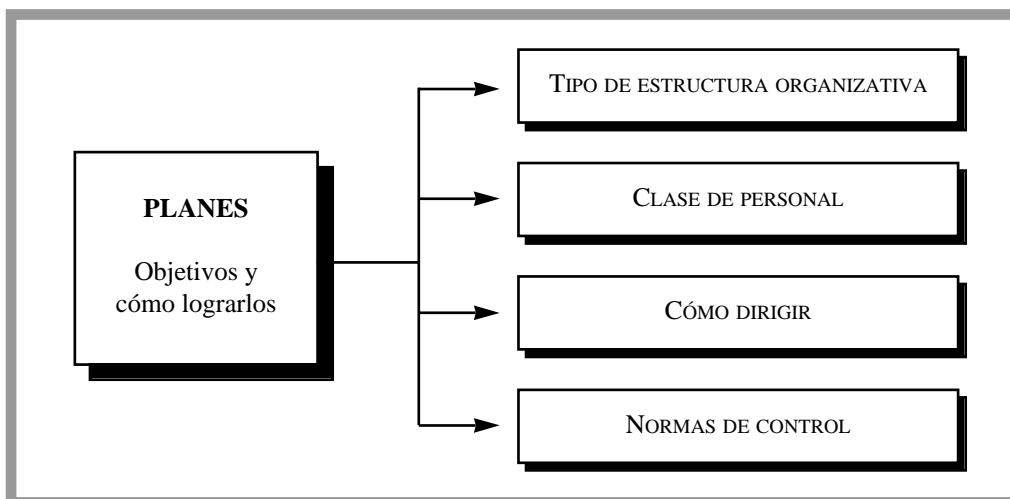 PLANES
Objetivos y
cómo lograrlos
TIPO DE ESTRUCTURA ORGANIZATIVA
CLASE DE PERSONAL
CÓMO DIRIGIR
NORMAS DE CONTROL